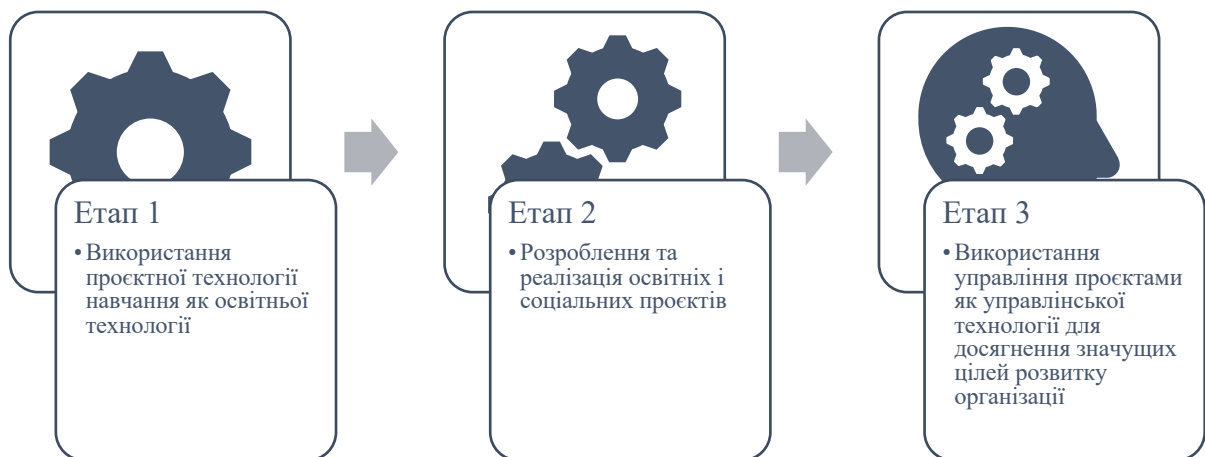 Етап 1
• Використання
проєктної технології
навчання як освітньої
технології
Етап 2
• Розроблення та
реалізація освітніх і
соціальних проєктів
Етап 3
• Використання
управління проєктами
як управлінської
технології для
досягнення значущих
цілей розвитку
організації